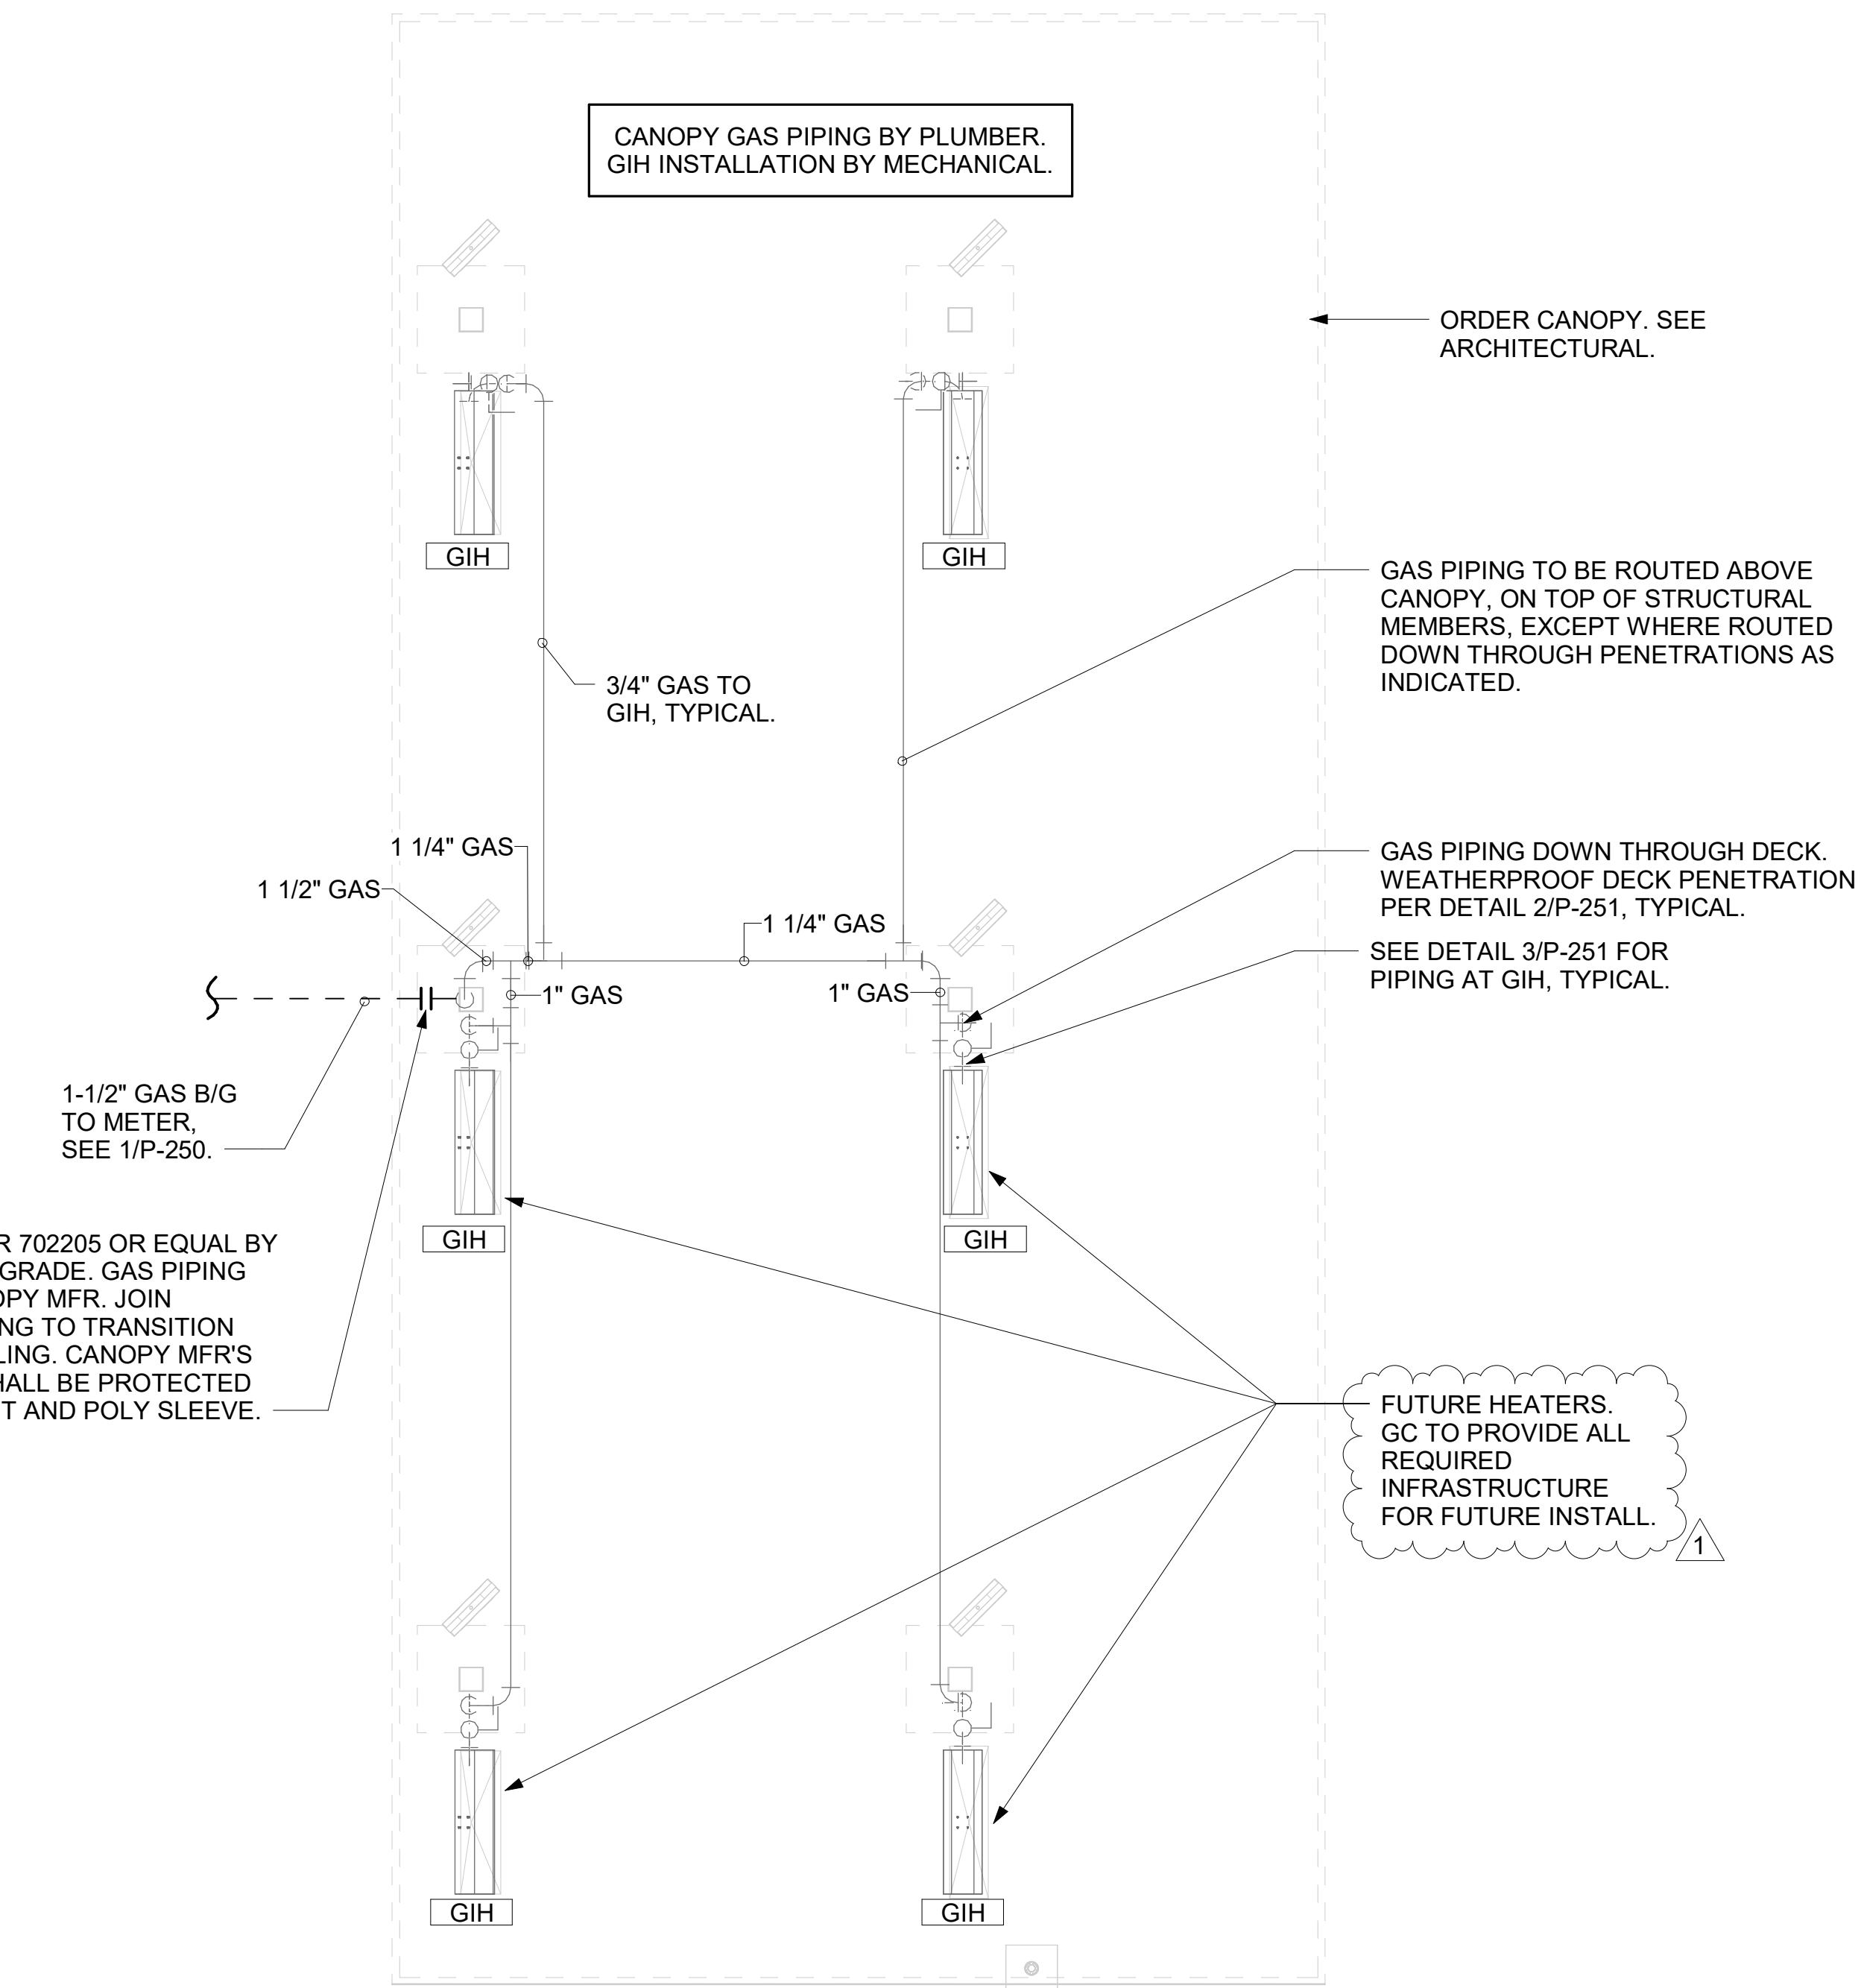 CANOPY GAS PIPING BY PLUMBER.
GIH INSTALLATION BY MECHANICAL.
ORDER CANOPY. SEE
ARCHITECTURAL.
GIH
GIH
GAS PIPING TO BE ROUTED ABOVE
CANOPY, ON TOP OF STRUCTURAL
MEMBERS, EXCEPT WHERE ROUTED
DOWN THROUGH PENETRATIONS AS
INDICATED.
3/4" GAS TO
GIH, TYPICAL.
1 1/4" GAS
1 1/2" GAS
1 1/4" GAS
GAS PIPING DOWN THROUGH DECK.
WEATHERPROOF DECK PENETRATION
PER DETAIL 2/P-251, TYPICAL.
SEE DETAIL 3/P-251 FOR
PIPING AT GIH, TYPICAL.
1" GAS
1" GAS
1-1/2" GAS B/G
TO METER,
SEE 1/P-250.
GIH
GIH
R 702205 OR EQUAL BY
GRADE. GAS PIPING
OPY MFR. JOIN
NG TO TRANSITION
LING. CANOPY MFR'S
HALL BE PROTECTED
T AND POLY SLEEVE.
FUTURE HEATERS.
GC TO PROVIDE ALL
REQUIRED
INFRASTRUCTURE
FOR FUTURE INSTALL.
1
GIH
GIH